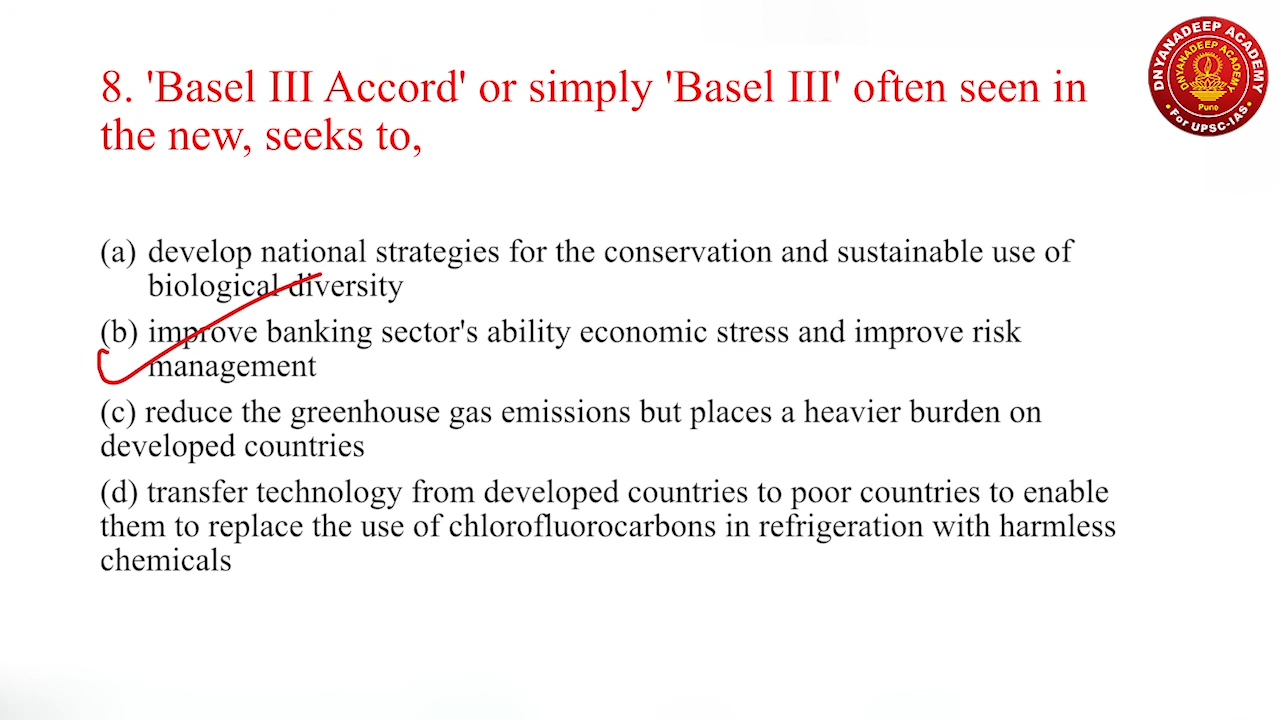 8. 'Basel III Accord' or simply 'Basel III' often seen in
the new, seeks to,
(a) develop national strategies for the conservation and sustainable use of
biological diversity
(b) improve banking sector's ability economic stress and improve risk
management
(c) reduce the greenhouse gas emissions but places a heavier burden on
developed countries
(d) transfer technology from developed countries to poor countries to enable
them to replace the use of chlorofluorocarbons in refrigeration with harmless
chemicals
DNYANADEEP ACADEMY
DNYANADEEP ACADEMY
Pune
For UPSC-IAS